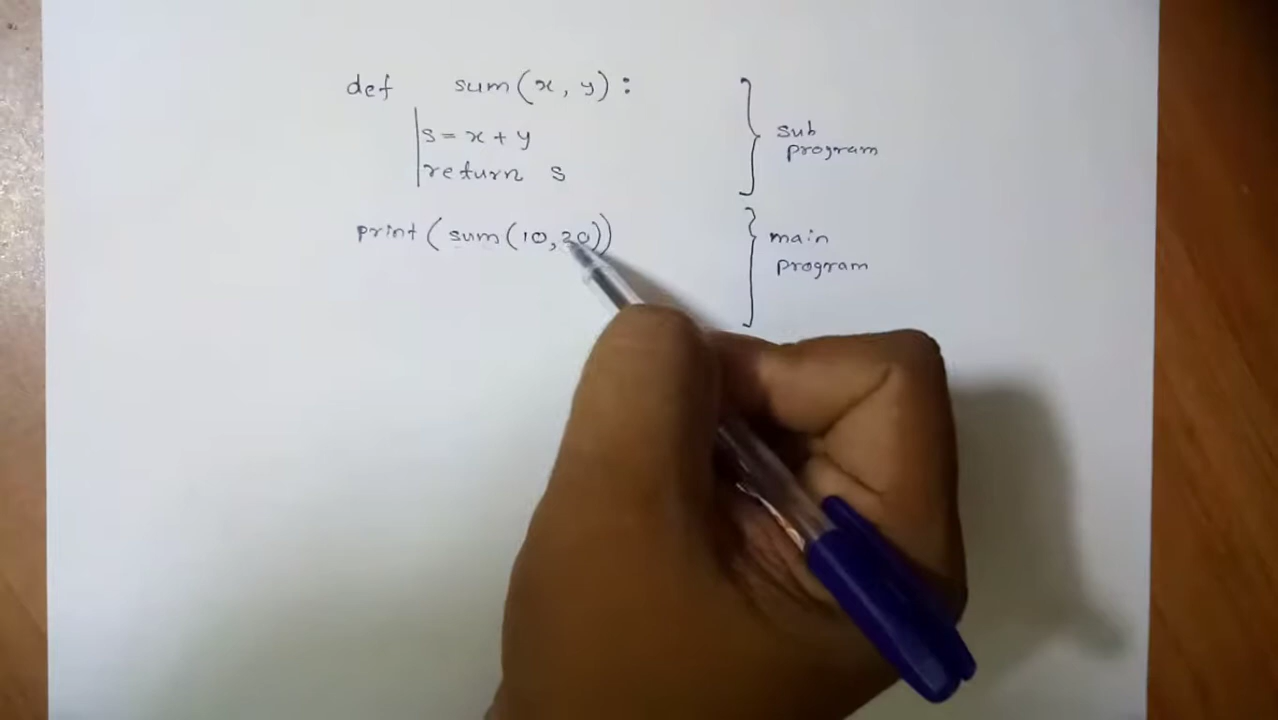 def sum(x, y):
s = x + y
return s
sub
program
print(sum(10,20))
main
program